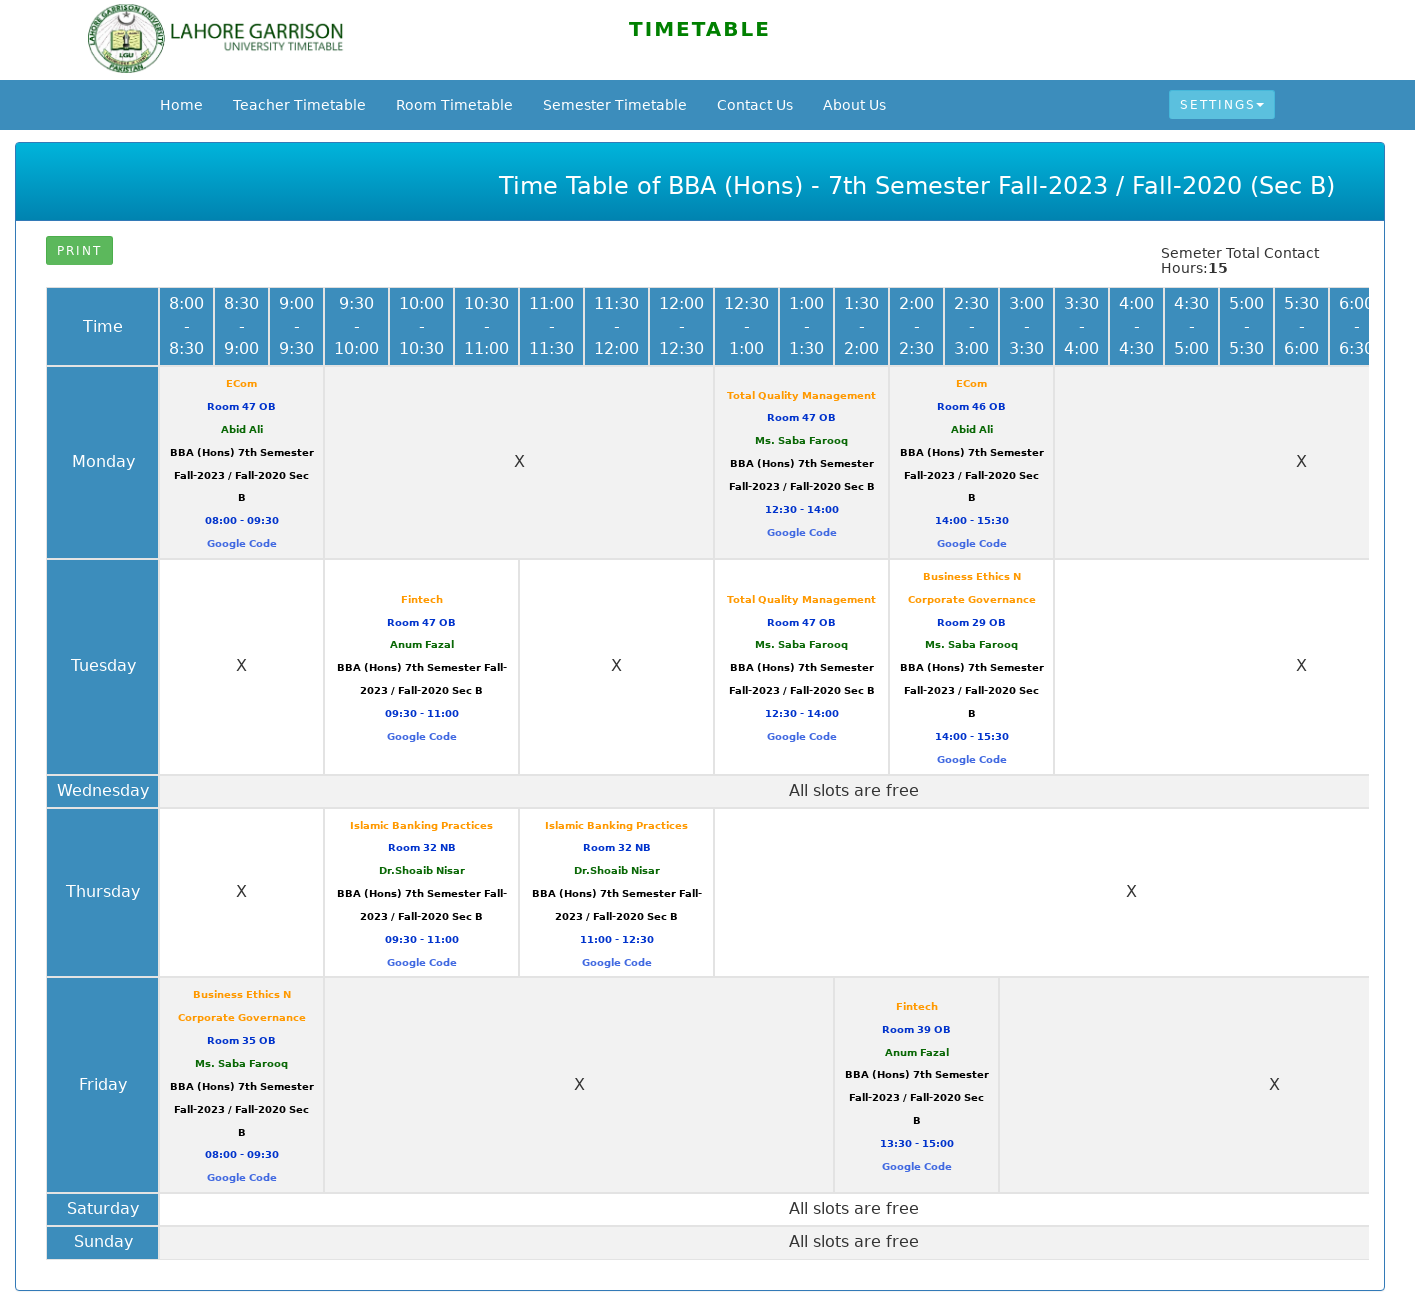 LAHORE GARRISON
UNIVERSITY TIMETABLE
LAHORE GARRISON UNIVERSITY
LGU
PAKISTAN
TIMETABLE
Home Teacher Timetable Room Timetable Semester Timetable Contact Us About Us SETTINGS
Time Table of BBA (Hons) - 7th Semester Fall-2023 / Fall-2020 (Sec B)
PRINT
Semeter Total Contact
Hours:15
Time
8:00 - 8:30
8:30 - 9:00
9:00 - 9:30
9:30 - 10:00
10:00 - 10:30
10:30 - 11:00
11:00 - 11:30
11:30 - 12:00
12:00 - 12:30
12:30 - 1:00
1:00 - 1:30
1:30 - 2:00
2:00 - 2:30
2:30 - 3:00
3:00 - 3:30
3:30 - 4:00
4:00 - 4:30
4:30 - 5:00
5:00 - 5:30
5:30 - 6:00
6:00 - 6:30
Monday
ECom
Room 47 OB
Abid Ali
BBA (Hons) 7th Semester
Fall-2023 / Fall-2020 Sec
B
08:00 - 09:30
Google Code
X
Total Quality Management
Room 47 OB
Ms. Saba Farooq
BBA (Hons) 7th Semester
Fall-2023 / Fall-2020 Sec B
12:30 - 14:00
Google Code
ECom
Room 46 OB
Abid Ali
BBA (Hons) 7th Semester
Fall-2023 / Fall-2020 Sec
B
14:00 - 15:30
Google Code
X
Tuesday
X
Fintech
Room 47 OB
Anum Fazal
BBA (Hons) 7th Semester Fall-
2023 / Fall-2020 Sec B
09:30 - 11:00
Google Code
X
Total Quality Management
Room 47 OB
Ms. Saba Farooq
BBA (Hons) 7th Semester
Fall-2023 / Fall-2020 Sec B
12:30 - 14:00
Google Code
Business Ethics N
Corporate Governance
Room 29 OB
Ms. Saba Farooq
BBA (Hons) 7th Semester
Fall-2023 / Fall-2020 Sec
B
14:00 - 15:30
Google Code
X
Wednesday
All slots are free
Thursday
X
Islamic Banking Practices
Room 32 NB
Dr.Shoaib Nisar
BBA (Hons) 7th Semester Fall-
2023 / Fall-2020 Sec B
09:30 - 11:00
Google Code
Islamic Banking Practices
Room 32 NB
Dr.Shoaib Nisar
BBA (Hons) 7th Semester Fall-
2023 / Fall-2020 Sec B
11:00 - 12:30
Google Code
X
Friday
Business Ethics N
Corporate Governance
Room 35 OB
Ms. Saba Farooq
BBA (Hons) 7th Semester
Fall-2023 / Fall-2020 Sec
B
08:00 - 09:30
Google Code
X
Fintech
Room 39 OB
Anum Fazal
BBA (Hons) 7th Semester
Fall-2023 / Fall-2020 Sec
B
13:30 - 15:00
Google Code
X
Saturday
All slots are free
Sunday
All slots are free